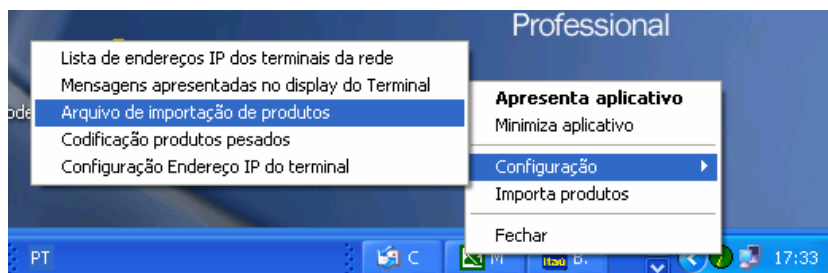 Professional
Lista de endereços IP dos terminais da rede
Mensagens apresentadas no display do Terminal
Arquivo de importação de produtos
Codificação produtos pesados
Configuração Endereço IP do terminal
ode
Apresenta aplicativo
Minimiza aplicativo
Configuração
Importa produtos
Fechar
PT
C
M
Itaú
B.
17:33